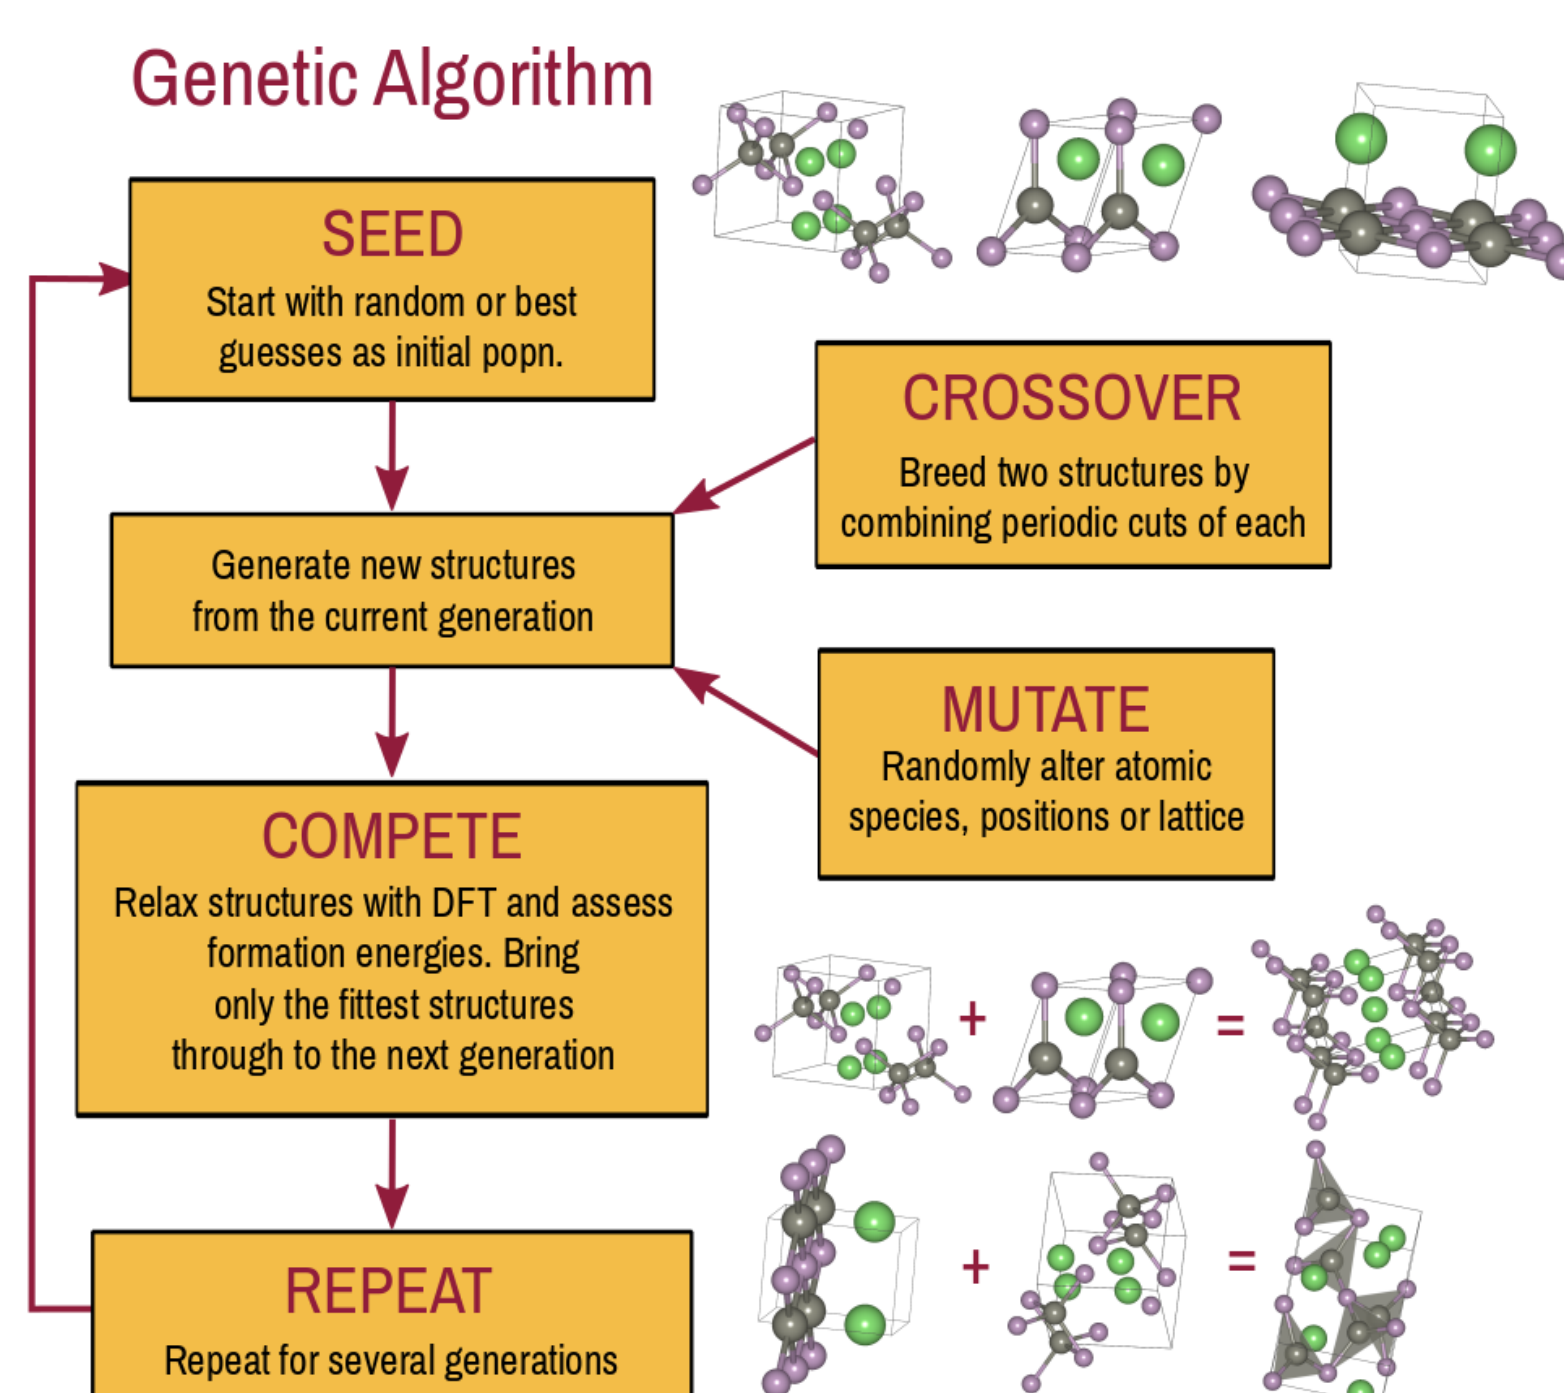 Genetic Algorithm
SEED
Start with random or best
guesses as initial popn.
CROSSOVER
Breed two structures by
combining periodic cuts of each
Generate new structures
from the current generation
MUTATE
Randomly alter atomic
species, positions or lattice
COMPETE
Relax structures with DFT and assess
formation energies. Bring
only the fittest structures
through to the next generation
+ =
+ =
REPEAT
Repeat for several generations